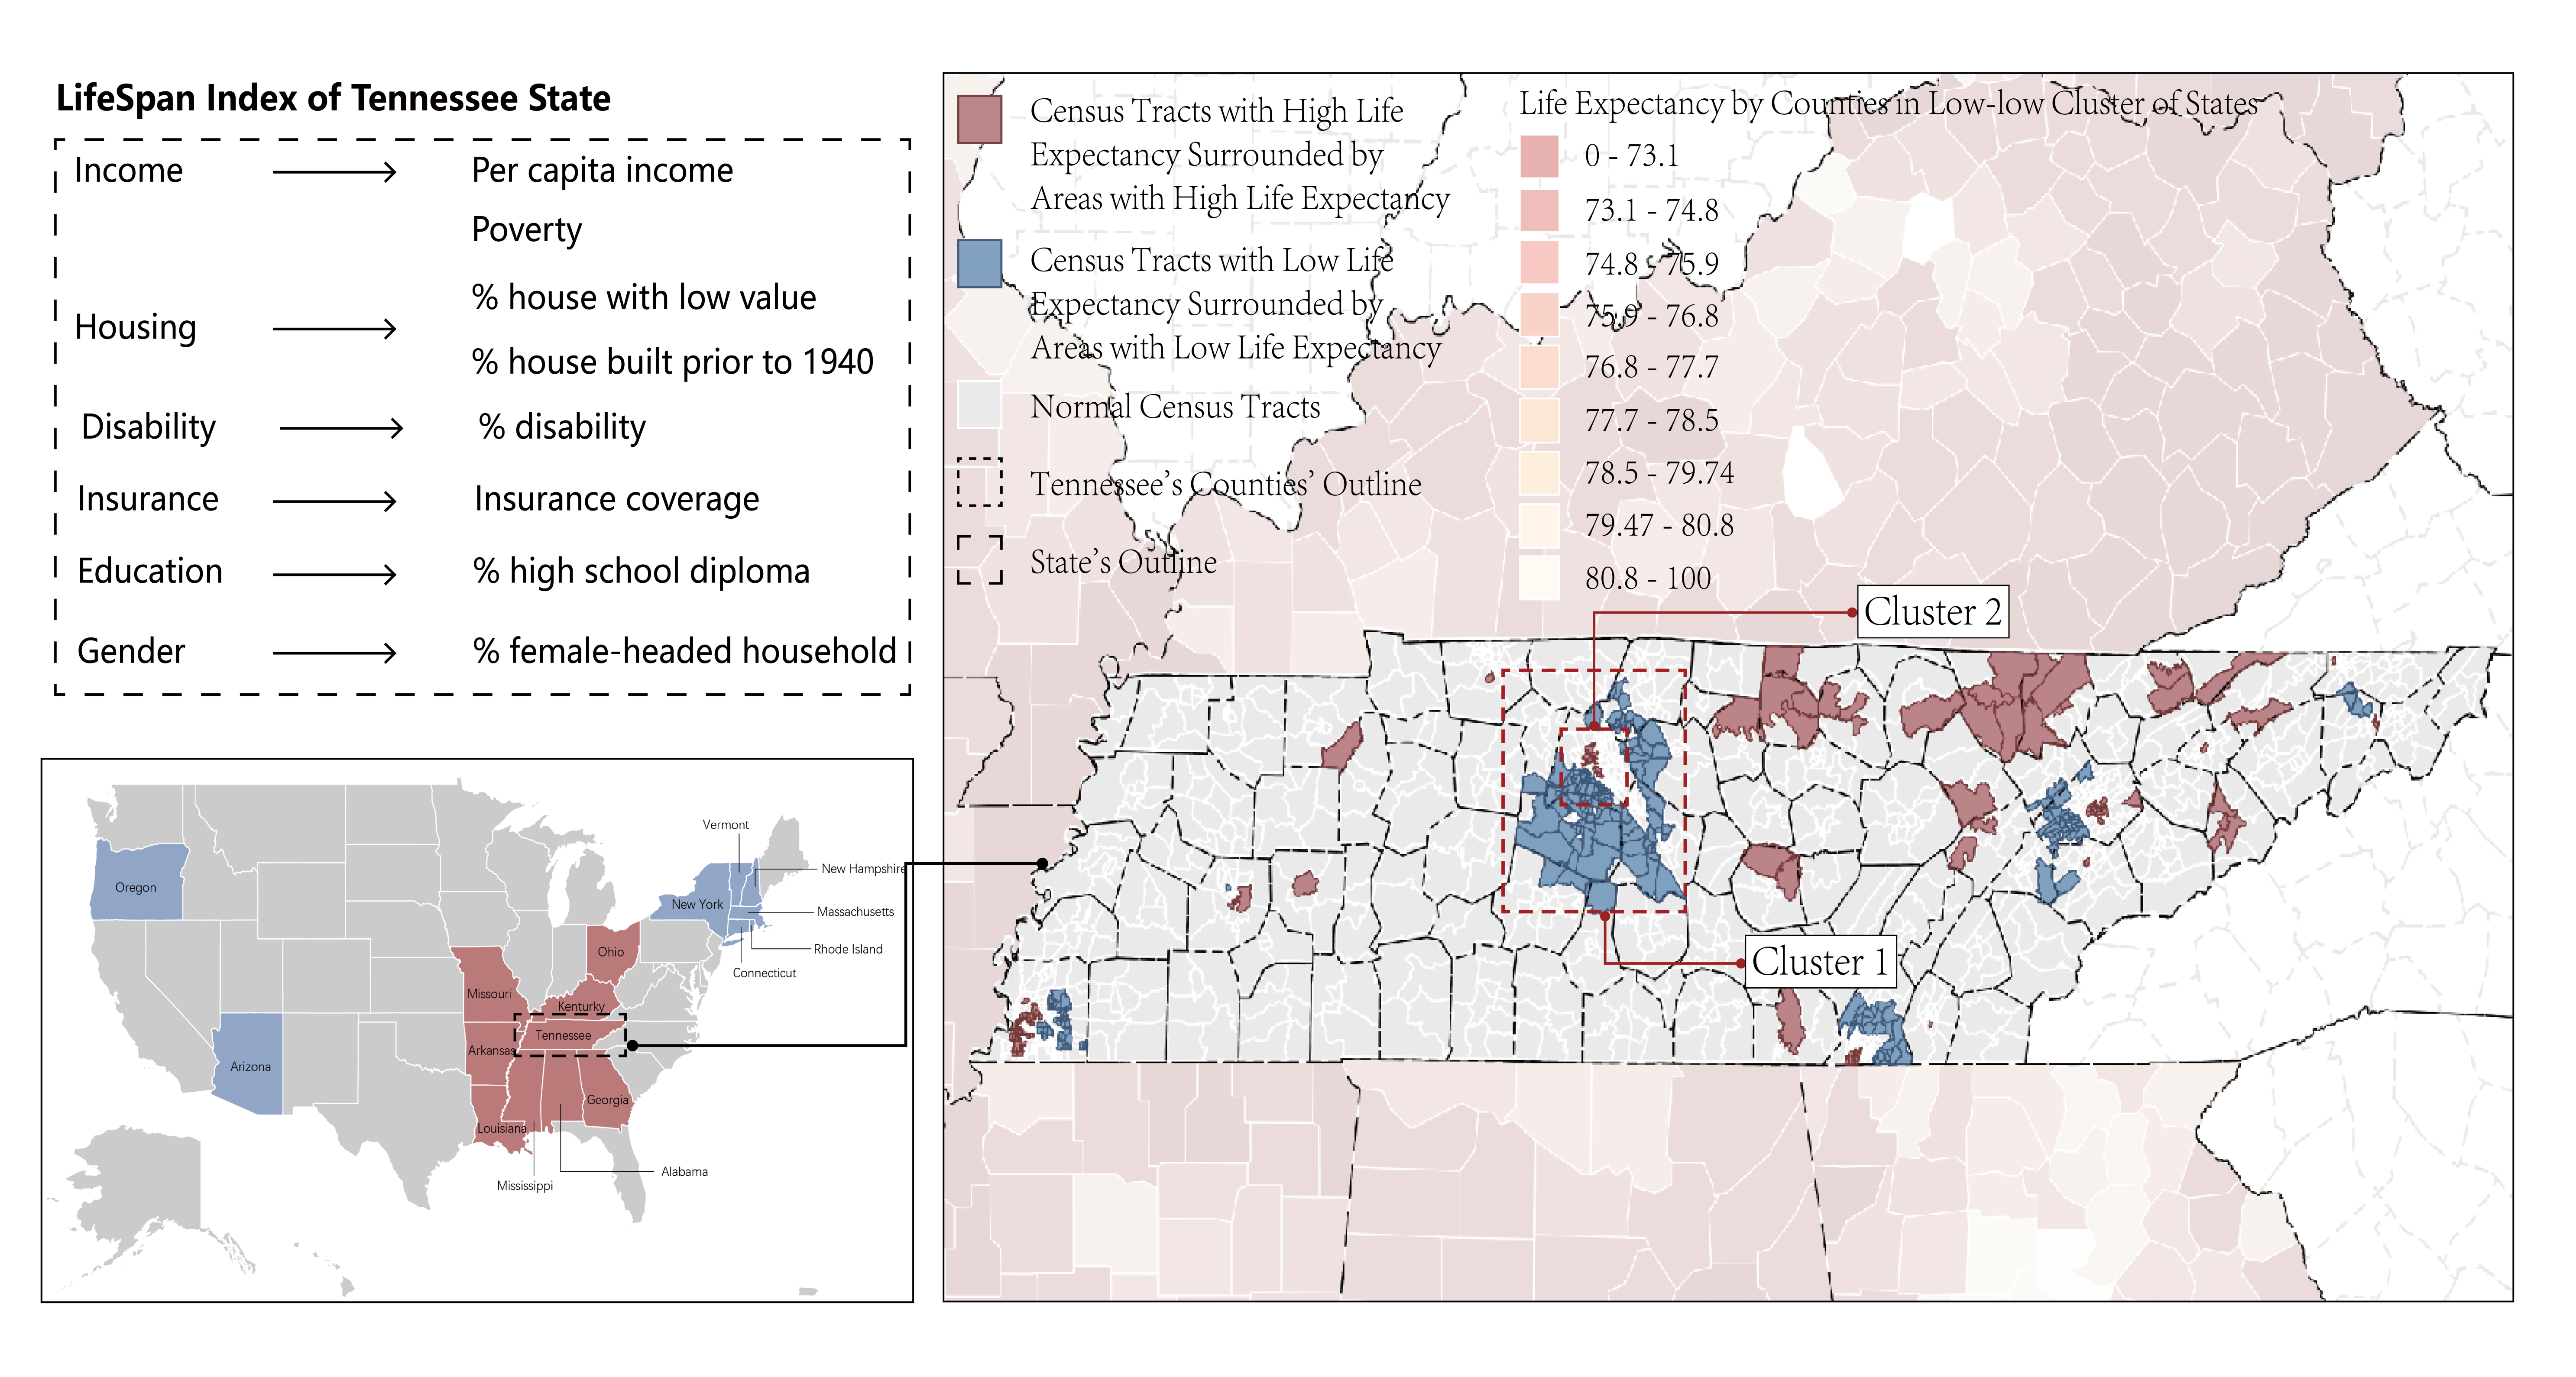 LifeSpan Index of Tennessee State
Income
Per capita income
Poverty
Housing
% house with low value
% house built prior to 1940
Disability
% disability
Insurance
Insurance coverage
Education
% high school diploma
Gender
% female-headed household
Vermont
New Hampshire
Oregon
New York
Massachusetts
Rhode Island
Connecticut
Ohio
Missouri
Kenturky
Tennessee
Arkansas
Arizona
Georgia
Louisiana
Alabama
Mississippi
Census Tracts with High Life
Expectancy Surrounded by
Areas with High Life Expectancy
Census Tracts with Low Life
Expectancy Surrounded by
Areas with Low Life Expectancy
Normal Census Tracts
Tennessee's Counties' Outline
State's Outline
Life Expectancy by Counties in Low-low Cluster of States
0 - 73.1
73.1 - 74.8
74.8 - 75.9
75.9 - 76.8
76.8 - 77.7
77.7 - 78.5
78.5 - 79.74
79.47 - 80.8
80.8 - 100
Cluster 2
Cluster 1